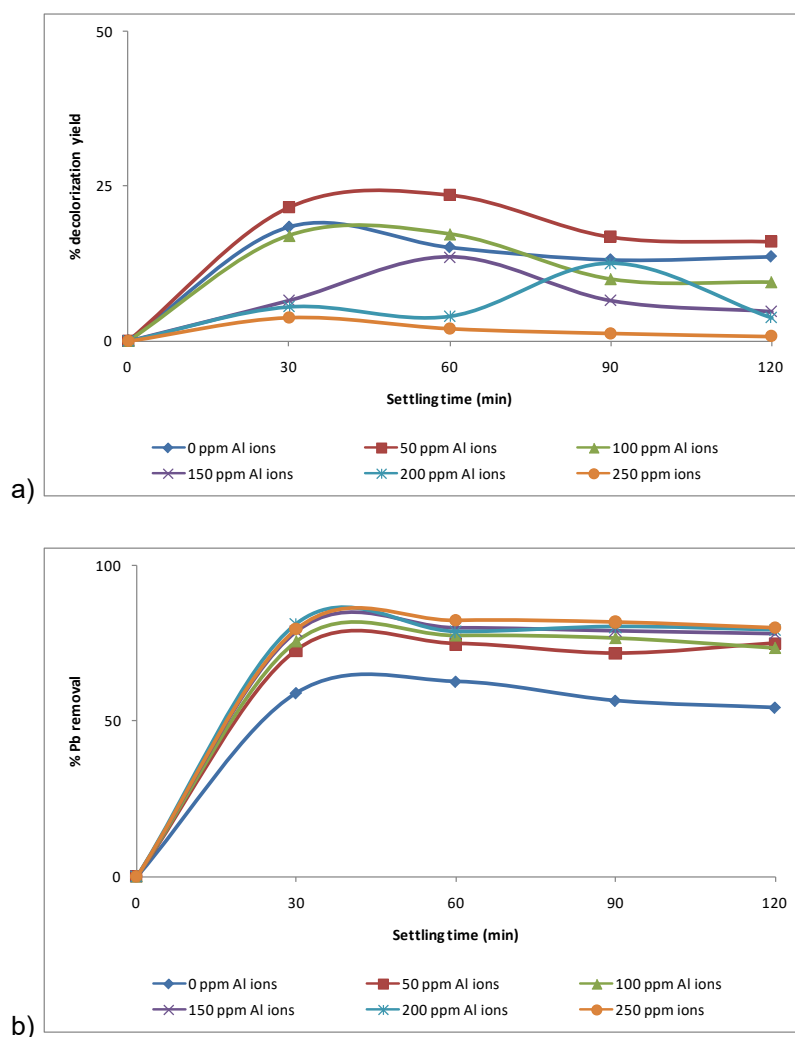 50
25
0
% decolorization yield
0 30 60 90 120
Settling time (min)
0 ppm Al ions 50 ppm Al ions 100 ppm Al ions
150 ppm Al ions 200 ppm Al ions 250 ppm ions
a)
100
50
0
% Pb removal
0 30 60 90 120
Settling time (min)
0 ppm Al ions 50 ppm Al ions 100 ppm Al ions
150 ppm Al ions 200 ppm Al ions 250 ppm ions
b)